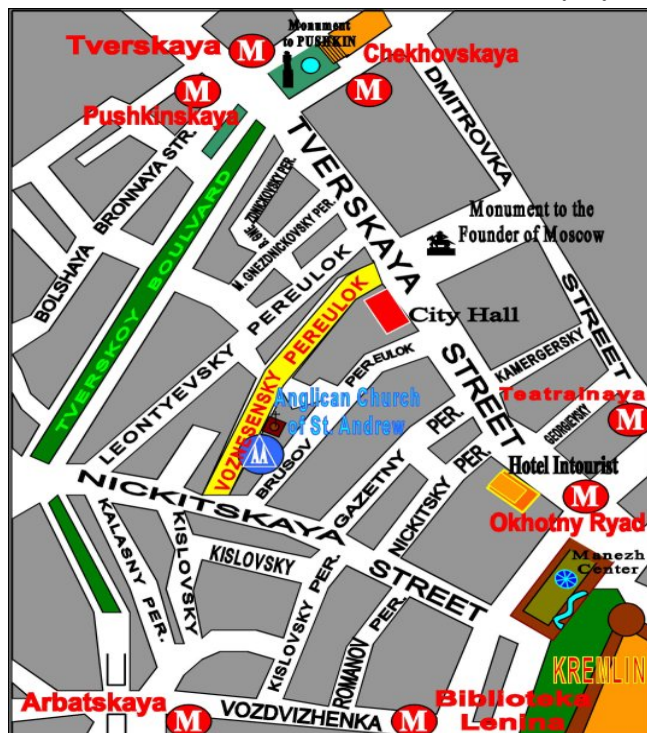 Monument
to PUSHKIN
Tverskaya
M
Chekhovskaya
M
M
Pushkinskaya
DMITROVKA
STREET
TVERSKAYA
STREET
BOLSHAYA BRONNAYA STR.
TVERSKOY BOULVARD
B. GNEZDNICKOVSKY PER.
M. GNEZDNICKOVSKY PER.
Monument to the
Founder of Moscow
LEONTYEVSKY PEREULOK
VOZNESENSKY PEREULOK
City Hall
KAMERGERSKY
BRUSOV PER.EULOK
Anglican Church
of St. Andrew
Teatralnaya
M
GEORGIEVSKY
GAZETNY PER.
NICKITSKY PER.
Hotel Intourist
M
Okhotny Ryad
NICKITSKAYA
STREET
KALASNY PER.
KISLOVSKY
KISLOVSKY
Manezh
Center
KISLOVSKY PER.
ROMANOV PER.
KREMLIN
Arbatskaya
M
VOZDVIZHENKA
M
Biblioteka
Lenina